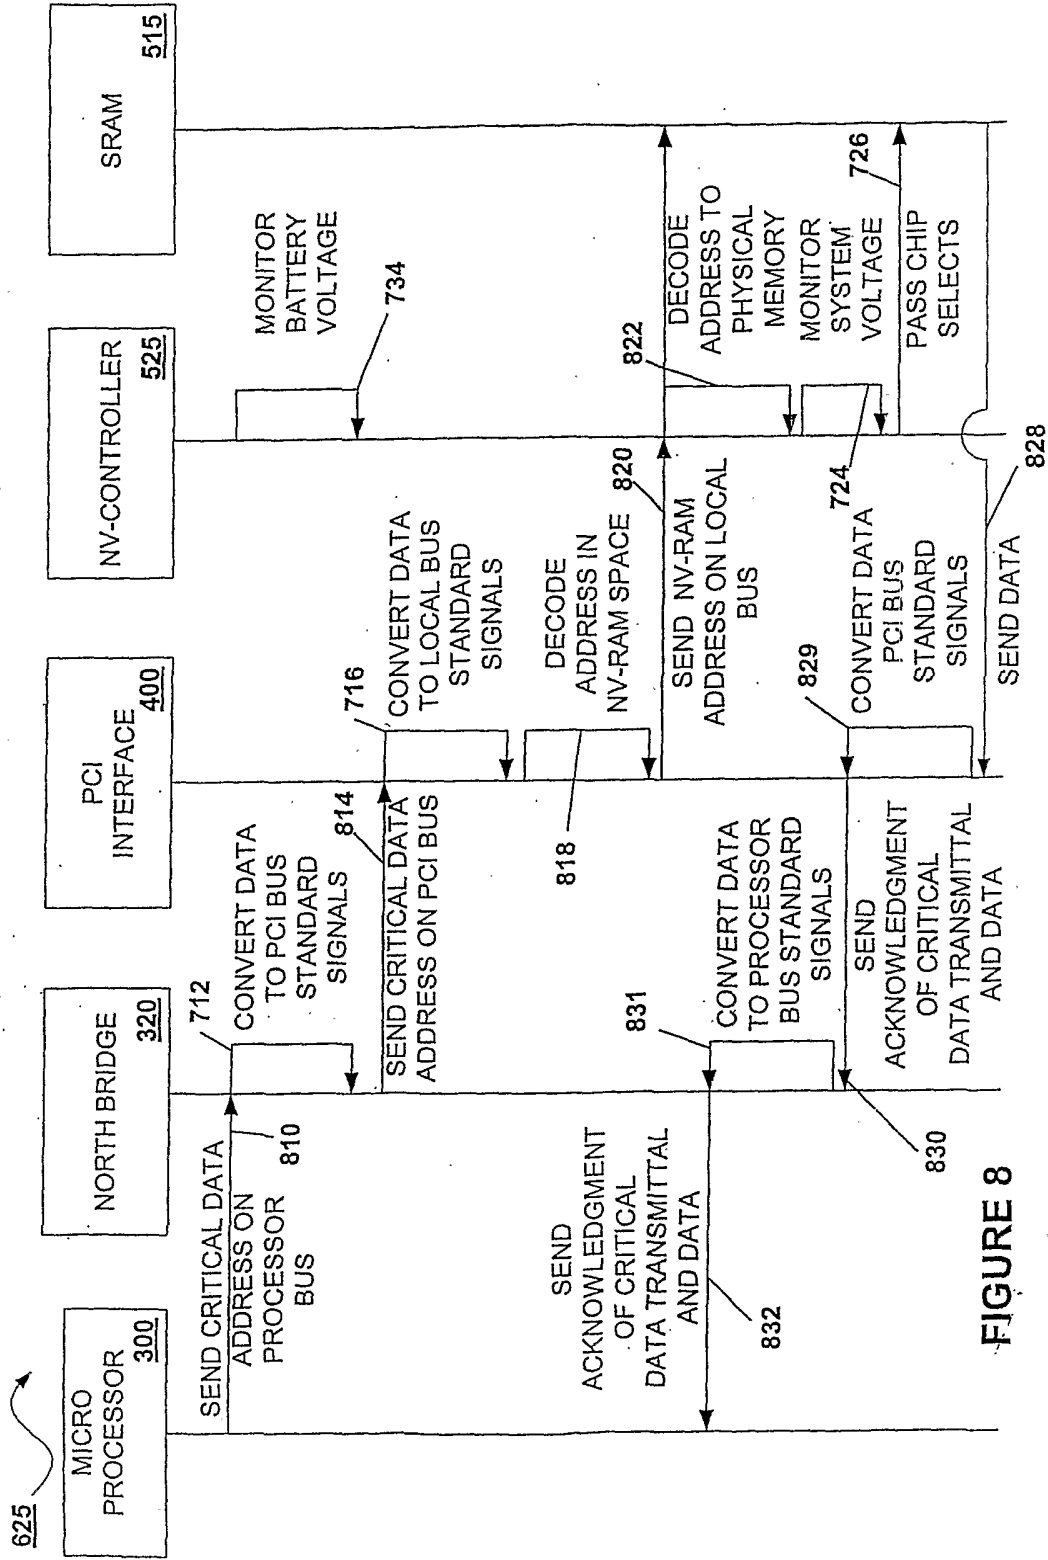 625
MICRO
PROCESSOR
300
NORTH BRIDGE
320
PCI
INTERFACE
400
NV-CONTROLLER
525
SRAM
515
SEND CRITICAL DATA
ADDRESS ON
PROCESSOR
BUS
810
712
CONVERT DATA
TO PCI BUS
STANDARD
SIGNALS
MONITOR
BATTERY
VOLTAGE
734
814
SEND CRITICAL DATA
ADDRESS ON PCI BUS
716
CONVERT DATA
TO LOCAL BUS
STANDARD
SIGNALS
DECODE
ADDRESS IN
NV-RAM SPACE
818
820
SEND NV-RAM
ADDRESS ON LOCAL
BUS
822
DECODE
ADDRESS TO
PHYSICAL
MEMORY
MONITOR
SYSTEM
VOLTAGE
724
726
PASS CHIP
SELECTS
SEND DATA
828
829
CONVERT DATA
PCI BUS
STANDARD
SIGNALS
SEND
ACKNOWLEDGMENT
OF CRITICAL
DATA TRANSMITTAL
AND DATA
830
831
CONVERT DATA
TO PROCESSOR
BUS STANDARD
SIGNALS
SEND
ACKNOWLEDGMENT
OF CRITICAL
DATA TRANSMITTAL
AND DATA
832
FIGURE 8